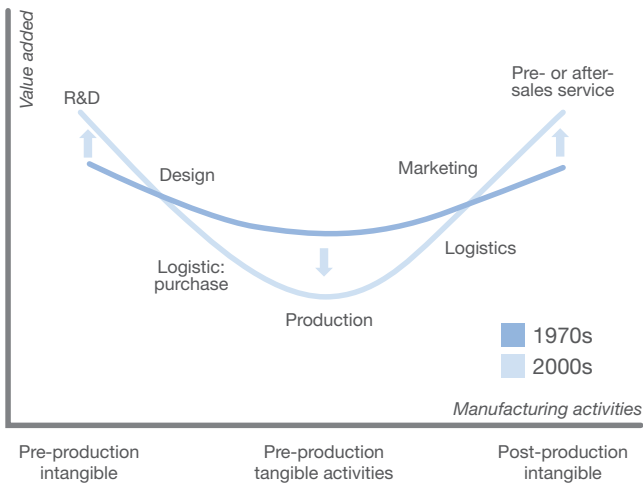 Value added
R&D
Pre- or after-
sales service
Design
Marketing
Logistic:
purchase
Logistics
Production
1970s
2000s
Manufacturing activities
Pre-production
intangible
Pre-production
tangible activities
Post-production
intangible